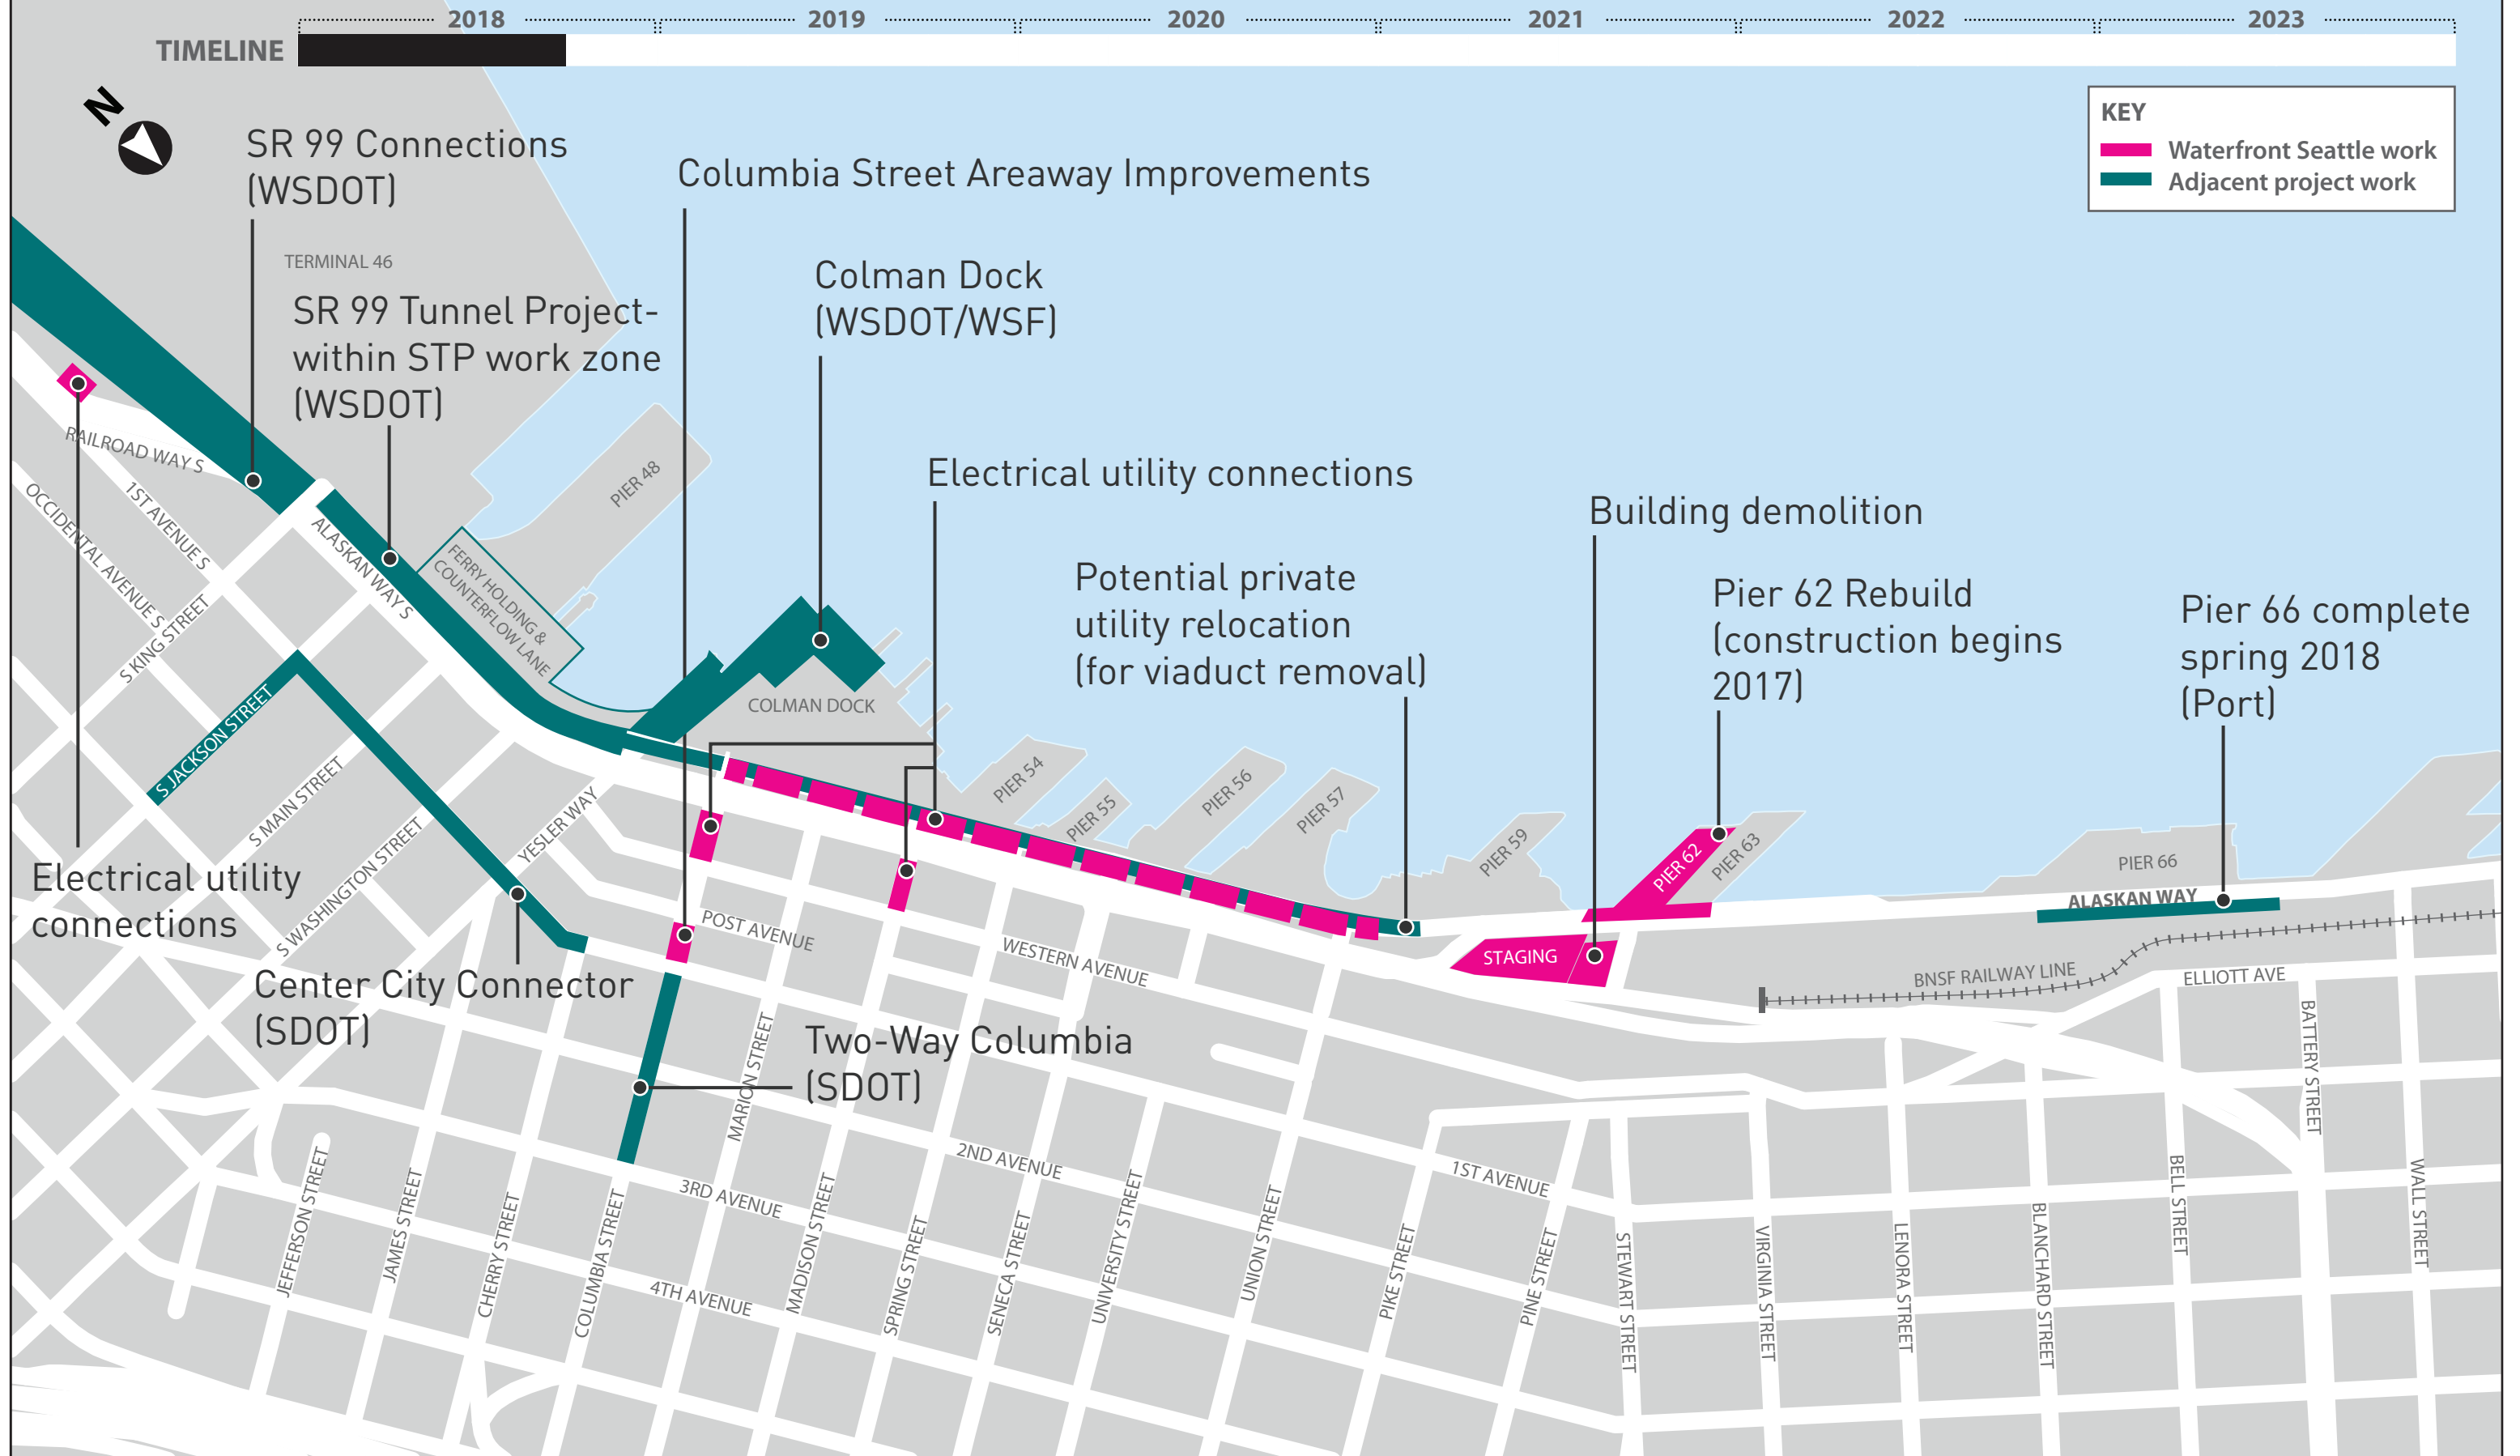 2018
2019
2020
2021
2022
2023
TIMELINE
N
KEY
Waterfront Seattle work
Adjacent project work
SR 99 Connections
(WSDOT)
TERMINAL 46
SR 99 Tunnel Project-
within STP work zone
(WSDOT)
Columbia Street Areaway Improvements
Colman Dock
(WSDOT/WSF)
Electrical utility connections
Potential private
utility relocation
(for viaduct removal)
Building demolition
Pier 62 Rebuild
(construction begins
2017)
Pier 66 complete
spring 2018
(Port)
RAILROAD WAY S
OCCIDENTAL AVENUE S
1ST AVENUE S
S KING STREET
ALASKAN WAY S
FERRY HOLDING &
COUNTERFLOW LANE
PIER 48
COLMAN DOCK
PIER 54
PIER 55
PIER 56
PIER 57
PIER 59
PIER 62
PIER 63
PIER 66
ALASKAN WAY
STAGING
BNSF RAILWAY LINE
ELLIOTT AVE
S JACKSON STREET
S MAIN STREET
S WASHINGTON STREET
YESLER WAY
POST AVENUE
WESTERN AVENUE
Electrical utility
connections
Center City Connector
(SDOT)
Two-Way Columbia
(SDOT)
1ST AVENUE
2ND AVENUE
3RD AVENUE
4TH AVENUE
JEFFERSON STREET
JAMES STREET
CHERRY STREET
COLUMBIA STREET
MARION STREET
MADISON STREET
SPRING STREET
SENECA STREET
UNIVERSITY STREET
UNION STREET
PIKE STREET
PINE STREET
STEWART STREET
VIRGINIA STREET
LENORA STREET
BLANCHARD STREET
BELL STREET
BATTERY STREET
WALL STREET